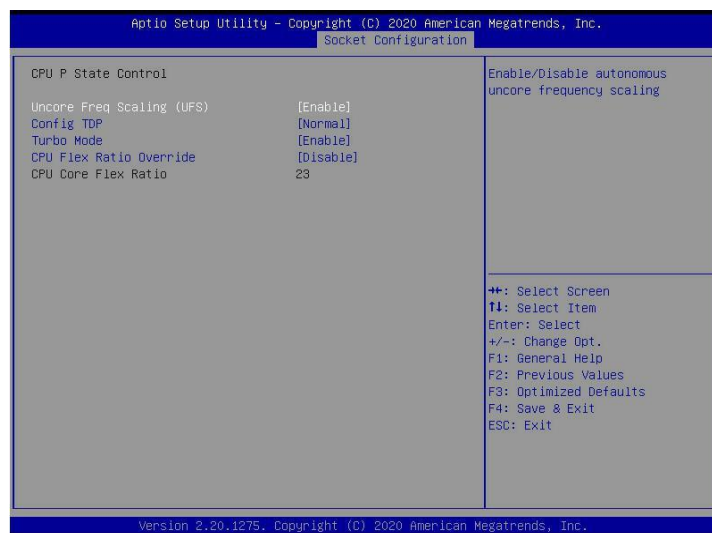 Aptio Setup Utility – Copyright (C) 2020 American Megatrends, Inc.
Socket Configuration
CPU P State Control
Uncore Freq Scaling (UFS) [Enable]
Config TDP [Normal]
Turbo Mode [Enable]
CPU Flex Ratio Override [Disable]
CPU Core Flex Ratio 23
Enable/Disable autonomous
uncore frequency scaling
→←: Select Screen
↑↓: Select Item
Enter: Select
+/-: Change Opt.
F1: General Help
F2: Previous Values
F3: Optimized Defaults
F4: Save & Exit
ESC: Exit
Version 2.20.1275. Copyright (C) 2020 American Megatrends, Inc.